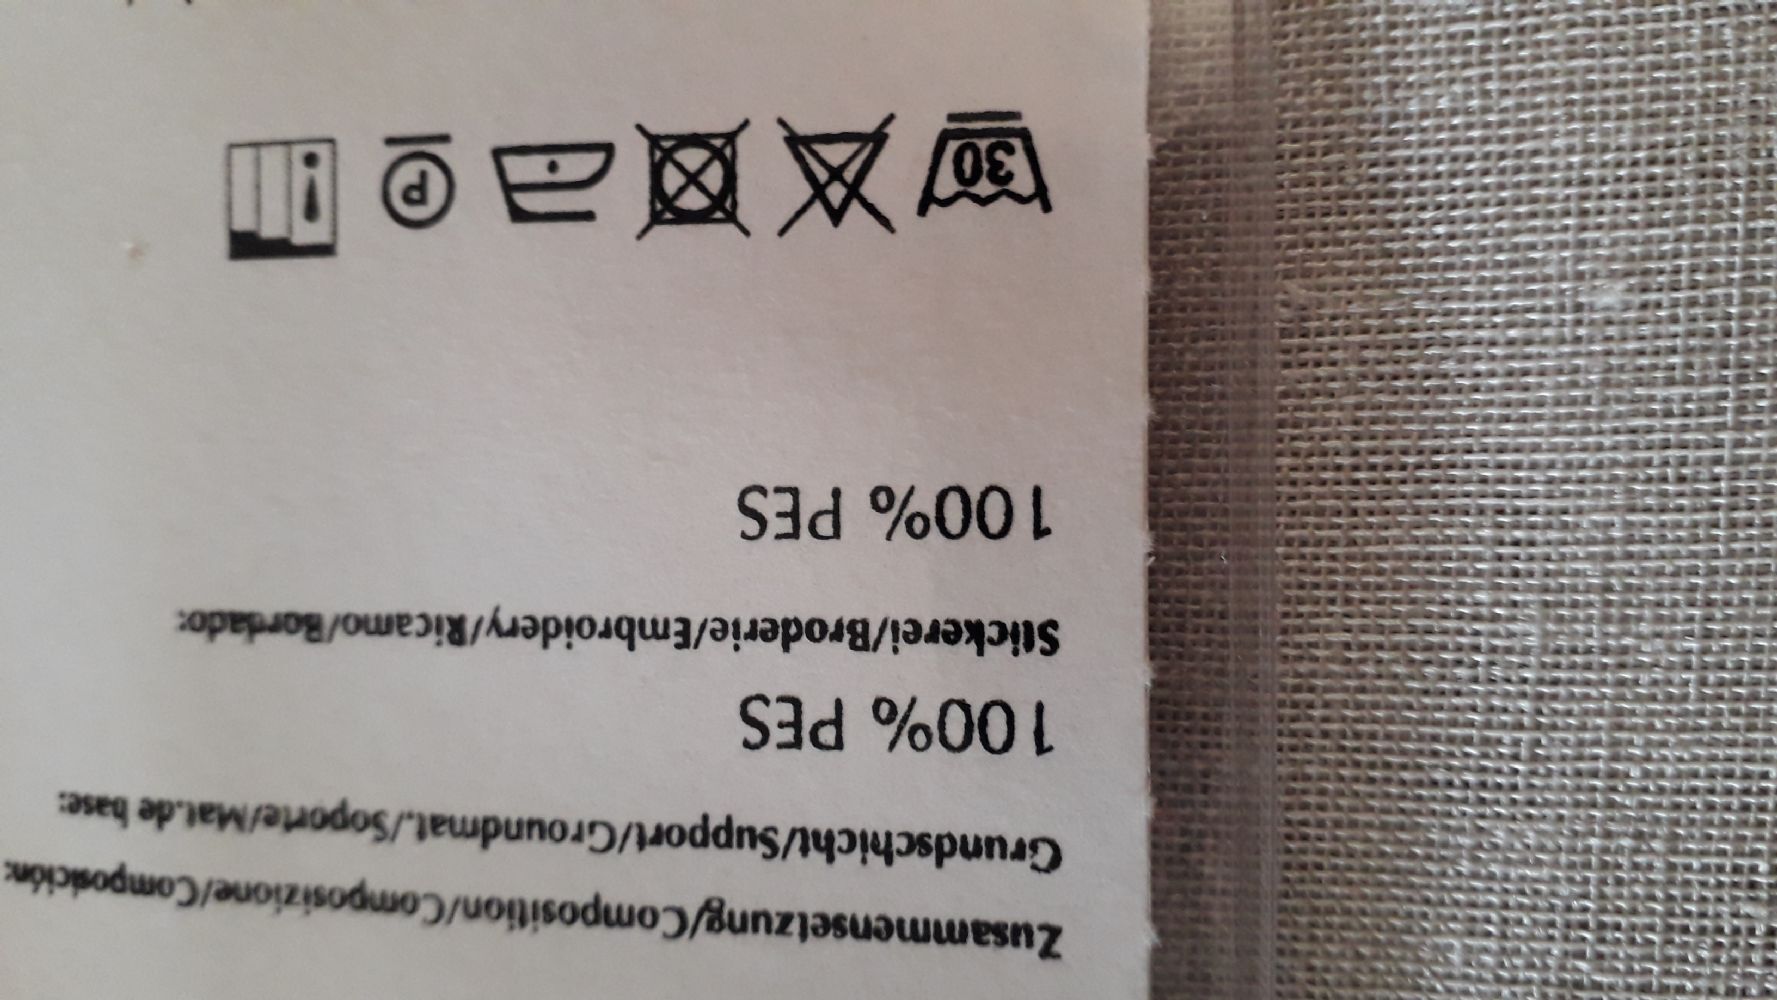 Zusammensetzung/Composition/Composizione/Composición:
Grundschicht/Support/Groundmat./Soporte/Mat.de base:
100% PES
Stickerei/Broderie/Embroidery/Ricamo/Bordado:
100% PES
30 P